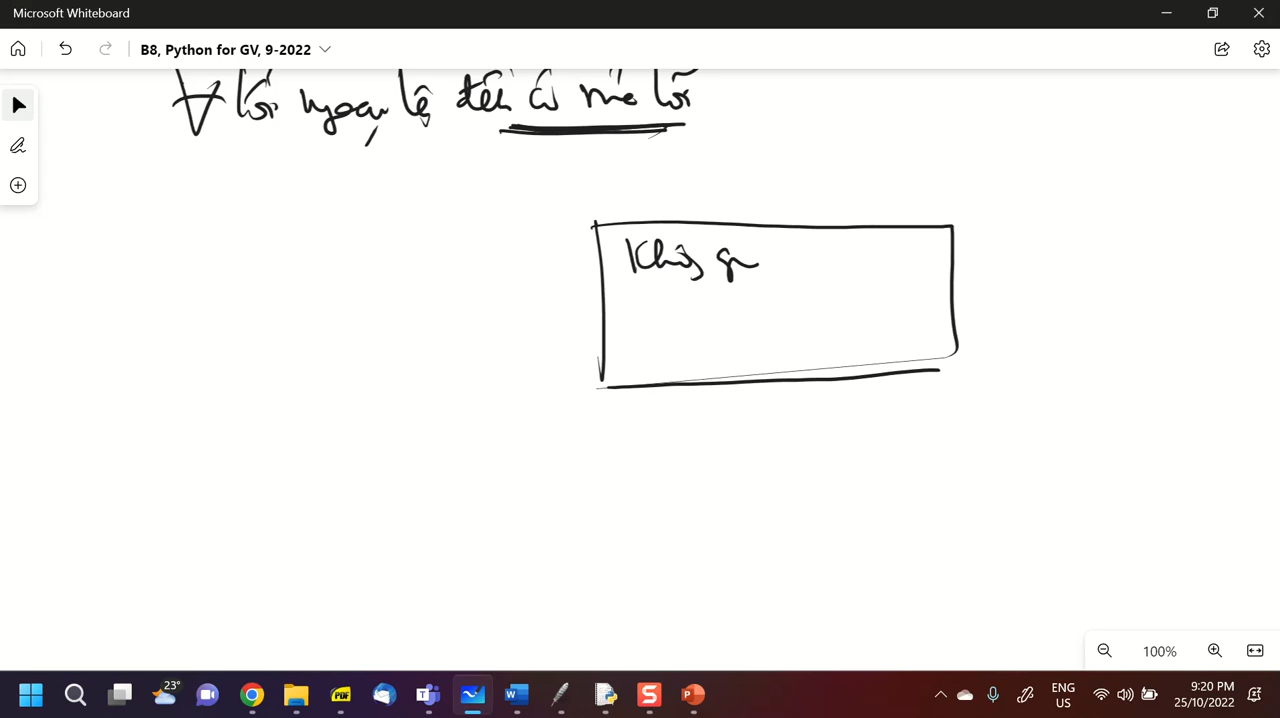 Microsoft Whiteboard
B8, Python for GV, 9-2022
∀ lỗi ngoại lệ đều có mã lỗi
Không gi
100%
23°
ENG
US
9:20 PM
25/10/2022